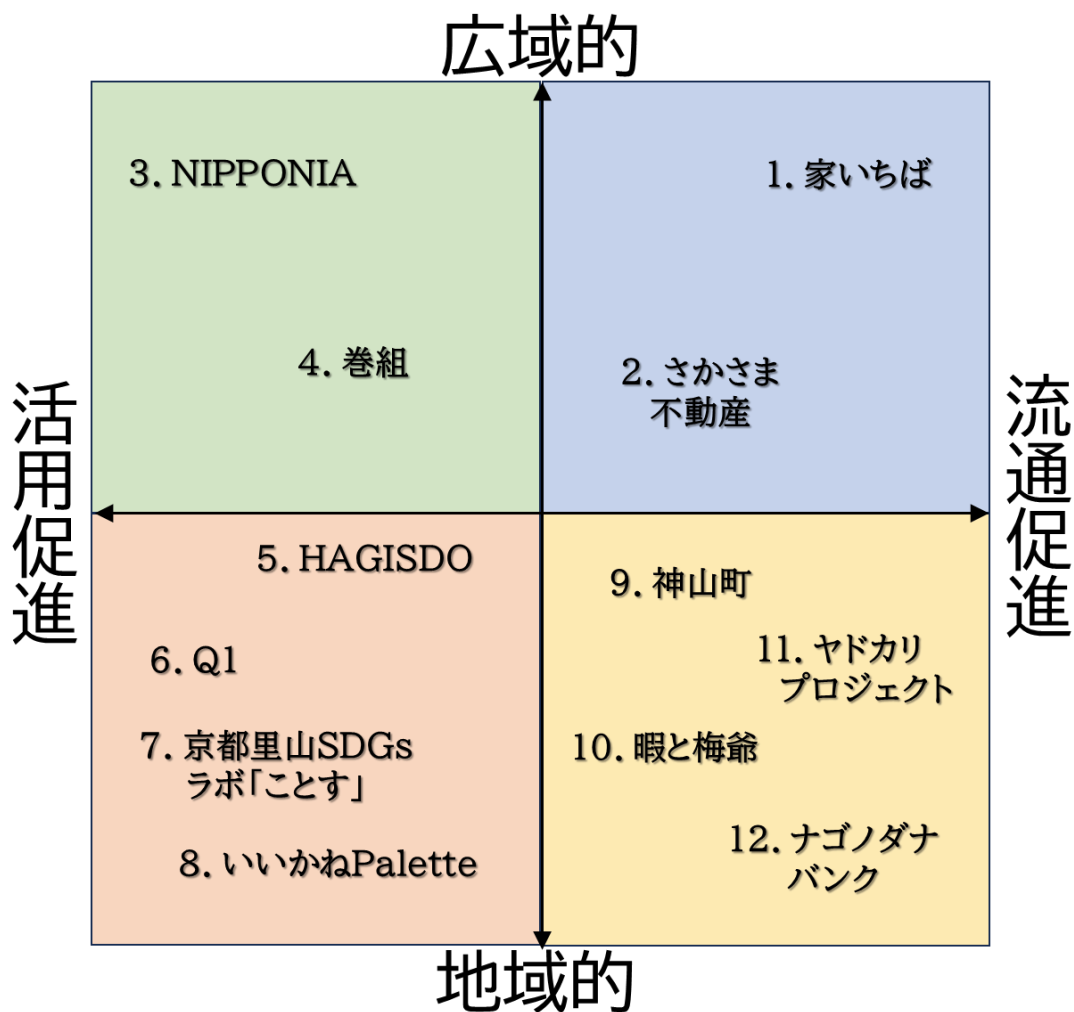 広域的
3. NIPPONIA
1. 家いちば
4. 巻組
2. さかさま
不動産
活用促進
流通促進
5. HAGISDO
9. 神山町
6. Q1
11. ヤドカリ
プロジェクト
7. 京都里山SDGs
ラボ「ことす」
10. 暇と梅爺
8. いいかねPalette
12. ナゴノダナ
バンク
地域的